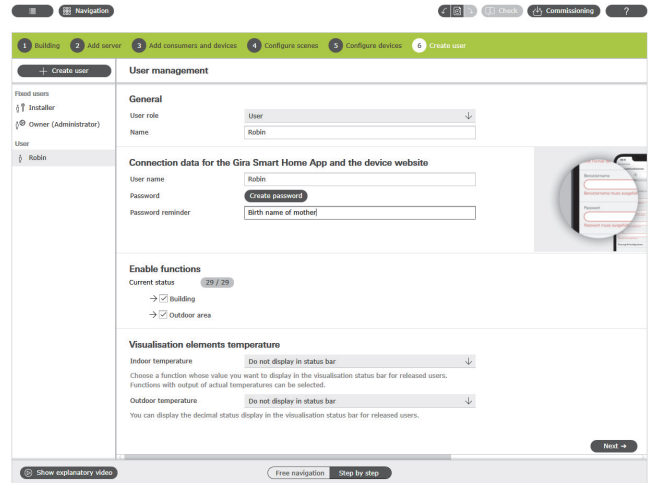 Navigation
Check
Commissioning
?
1 Building
2 Add server
3 Add consumers and devices
4 Configure scenes
5 Configure devices
6 Create user
+ Create user
User management
Fixed users
Installer
Owner (Administrator)
User
Robin
General
User role
User
Name
Robin
Connection data for the Gira Smart Home App and the device website
User name
Robin
Password
Create password
Password reminder
Birth name of mother
Benutzername
Passwort
Enable functions
Current status
29 / 29
Building
Outdoor area
Visualisation elements temperature
Indoor temperature
Do not display in status bar
Choose a function whose value you want to display in the visualisation status bar for released users.
Functions with output of actual temperatures can be selected.
Outdoor temperature
Do not display in status bar
You can display the decimal status display in the visualisation status bar for released users.
Next
Show explanatory video
Free navigation
Step by step